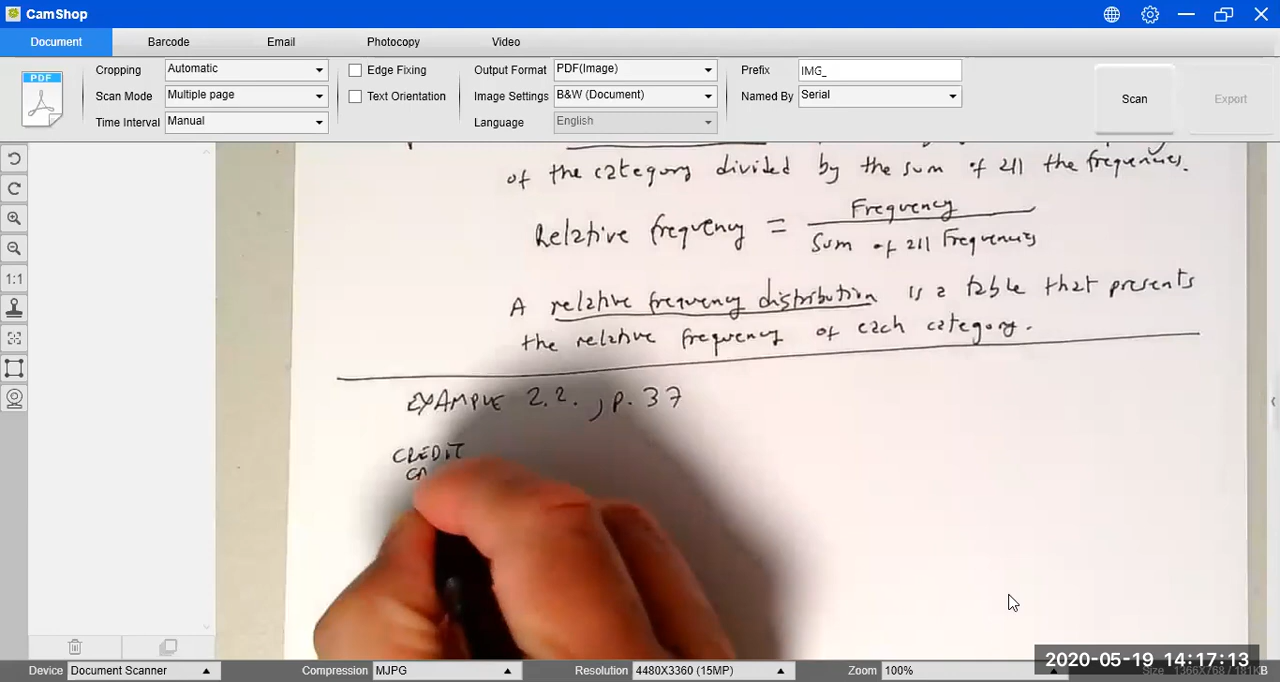 CamShop
Document
Barcode
Email
Photocopy
Video
PDF
Cropping
Automatic
Edge Fixing
Output Format
PDF(Image)
Prefix
IMG_
Scan Mode
Multiple page
Text Orientation
Image Settings
B&W (Document)
Named By
Serial
Time Interval
Manual
Language
English
Scan
Export
1:1
of the category divided by the sum of all the frequencies.
Relative frequency = Frequency
Sum of all Frequencies
A relative frequency distribution is a table that presents
the relative frequency of each category.
EXAMPLE 2.2. , p. 37
CREDIT
CA
2020-05-19 14:17:13
Device
Document Scanner
Compression
MJPG
Resolution
4480X3360 (15MP)
Zoom
100%
Size
1366X768 / 181KB